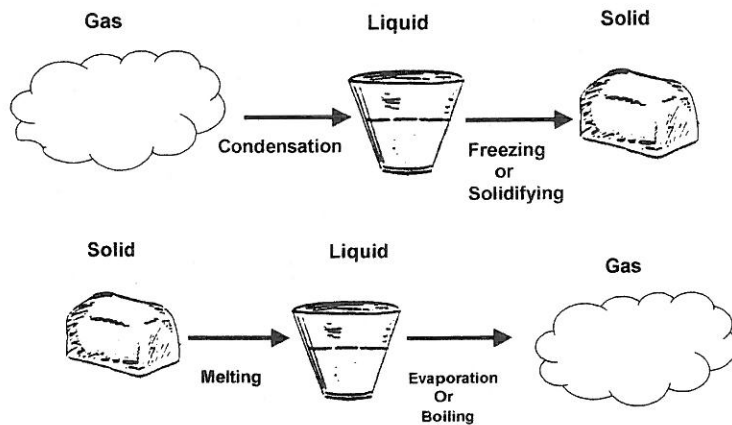 Gas
Liquid
Solid
Condensation
Freezing
or
Solidifying
Solid
Liquid
Gas
Melting
Evaporation
Or
Boiling